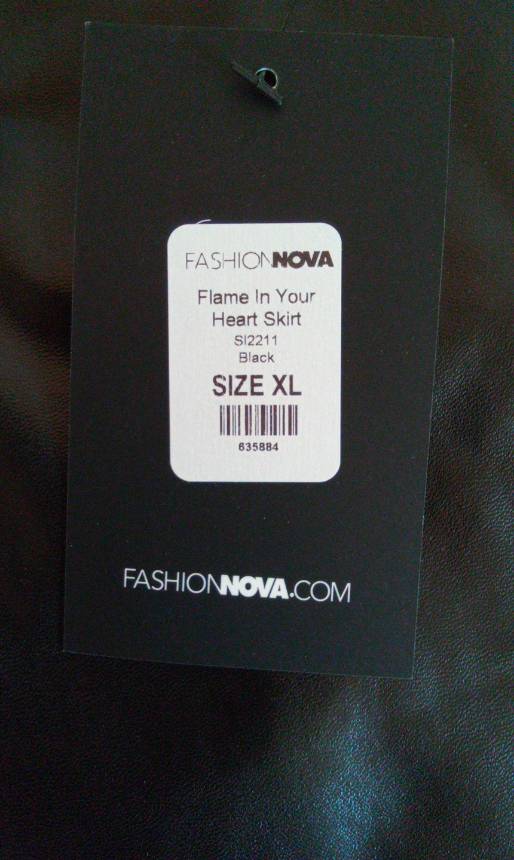 FASHIONNOVA
Flame In Your
Heart Skirt
SI2211
Black
SIZE XL
635884
FASHIONNOVA.COM